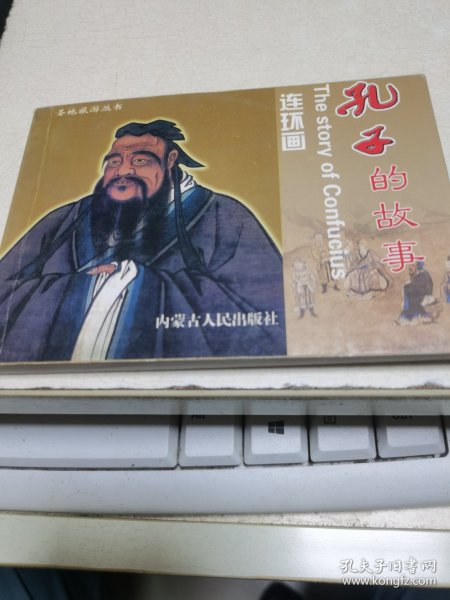 圣地旅游丛书
孔子的故事
The story of Confucius
连环画
内蒙古人民出版社
孔夫子旧书网
www.kongfz.com